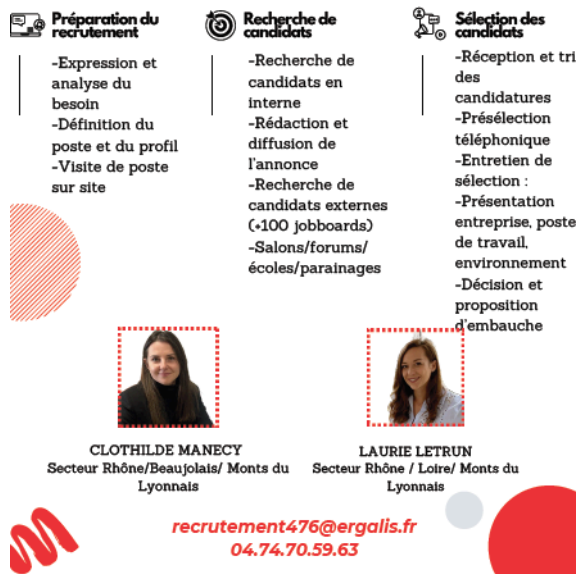 Préparation du
recrutement
-Expression et
analyse du
besoin
-Définition du
poste et du profil
-Visite de poste
sur site
Recherche de
candidats
-Recherche de
candidats en
interne
-Rédaction et
diffusion de
l'annonce
-Recherche de
candidats externes
(+100 jobboards)
-Salons/forums/
écoles/parainages
Sélection des
candidats
-Réception et tri
des
candidatures
-Présélection
téléphonique
-Entretien de
sélection :
-Présentation
entreprise, poste
de travail,
environnement
-Décision et
proposition
d'embauche
CLOTHILDE MANECY
Secteur Rhône/Beaujolais/ Monts du
Lyonnais
LAURIE LETRUN
Secteur Rhône / Loire/ Monts du
Lyonnais
recrutement476@ergalis.fr
04.74.70.59.63